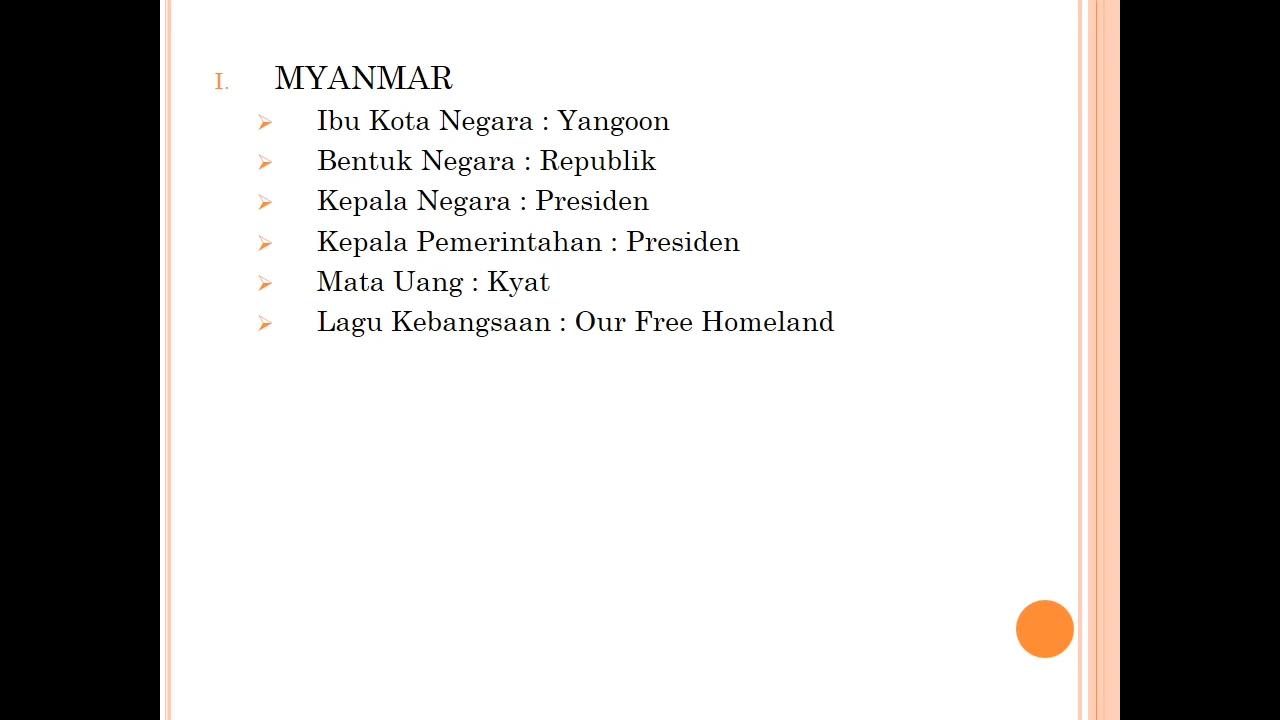 I. MYANMAR
➢ Ibu Kota Negara : Yangoon
➢ Bentuk Negara : Republik
➢ Kepala Negara : Presiden
➢ Kepala Pemerintahan : Presiden
➢ Mata Uang : Kyat
➢ Lagu Kebangsaan : Our Free Homeland